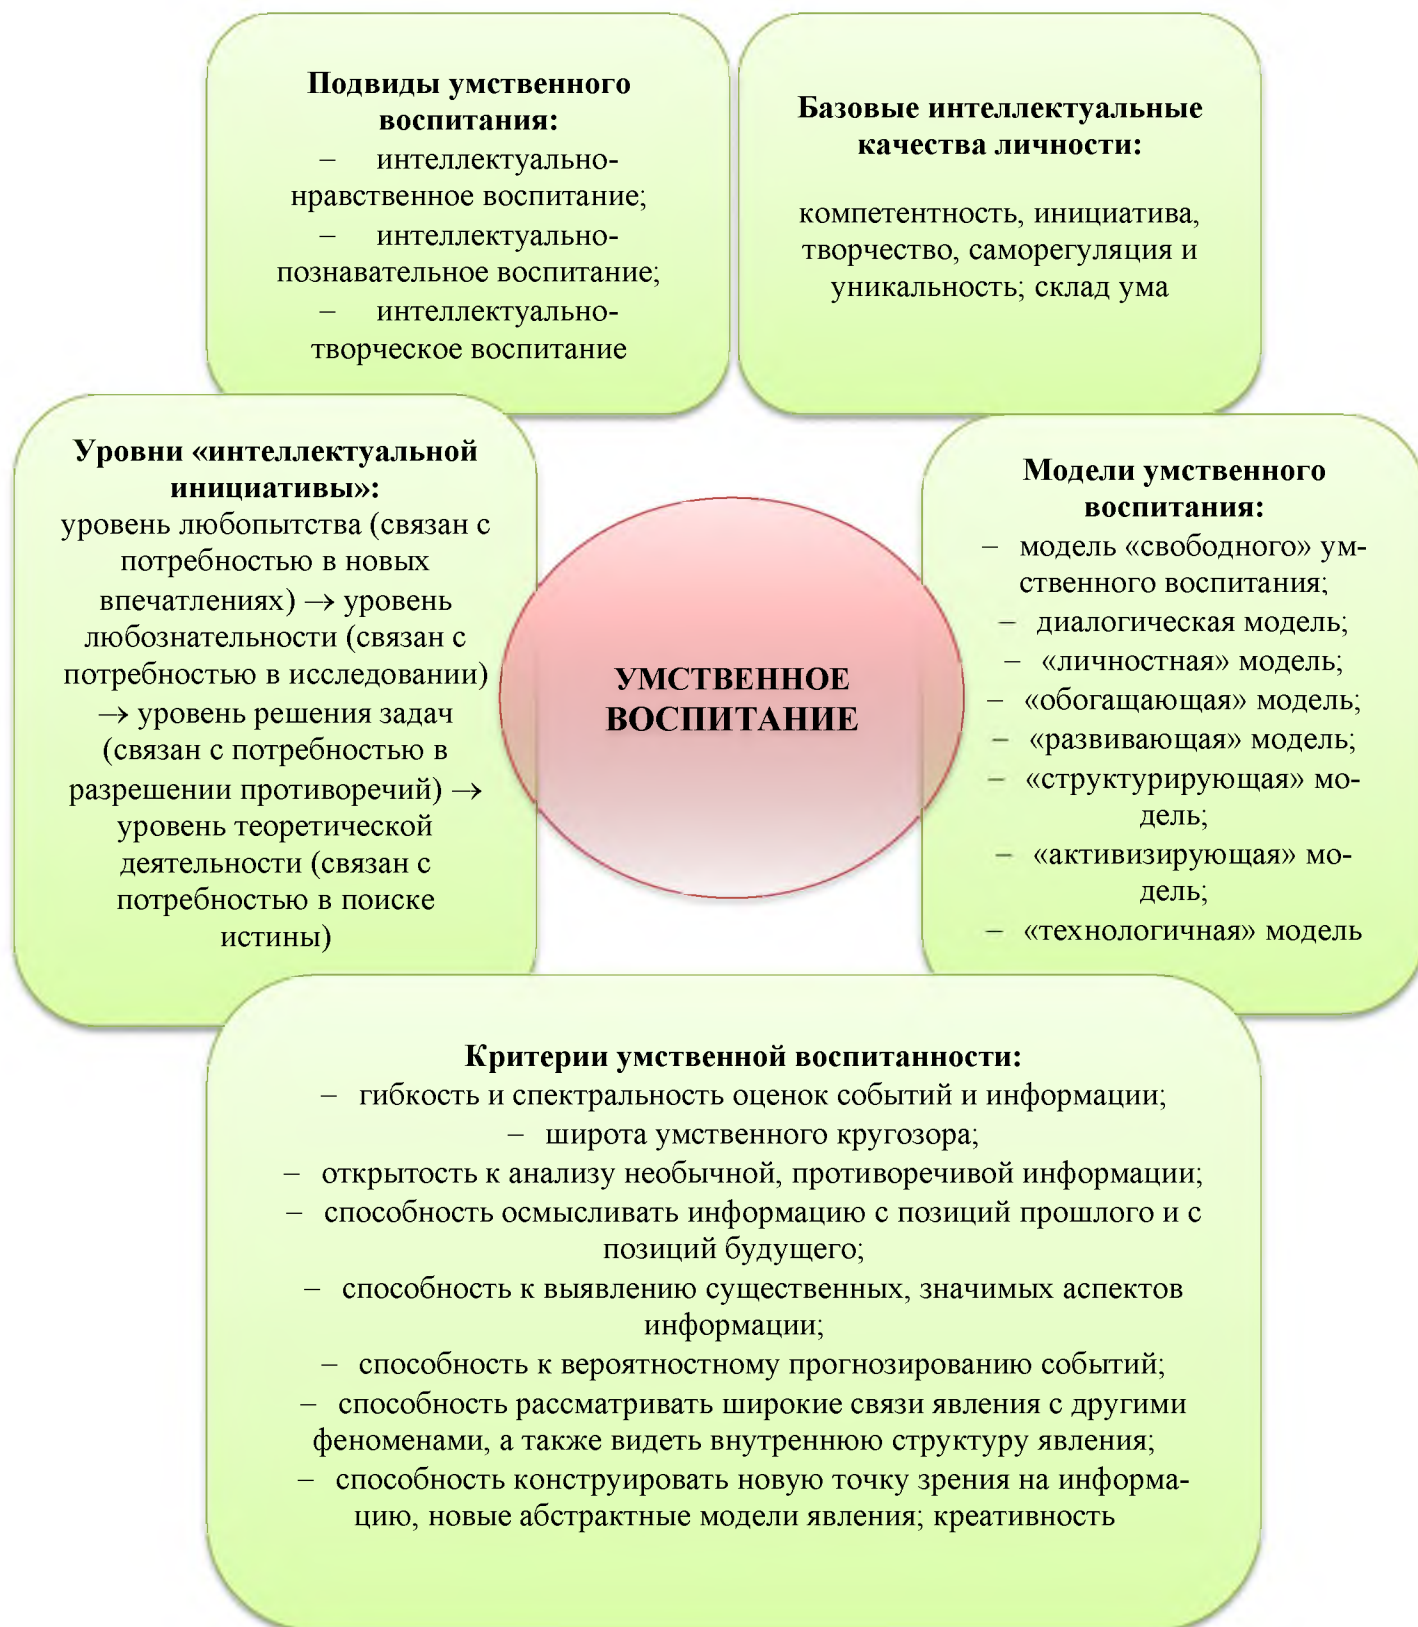 Подвиды умственного
воспитания:
– интеллектуально-
нравственное воспитание;
– интеллектуально-
познавательное воспитание;
– интеллектуально-
творческое воспитание
Базовые интеллектуальные
качества личности:
компетентность, инициатива,
творчество, саморегуляция и
уникальность; склад ума
Уровни «интеллектуальной
инициативы»:
уровень любопытства (связан с
потребностью в новых
впечатлениях) → уровень
любознательности (связан с
потребностью в исследовании)
→ уровень решения задач
(связан с потребностью в
разрешении противоречий) →
уровень теоретической
деятельности (связан с
потребностью в поиске
истины)
УМСТВЕННОЕ
ВОСПИТАНИЕ
Модели умственного
воспитания:
– модель «свободного» ум-
ственного воспитания;
– диалогическая модель;
– «личностная» модель;
– «обогащающая» модель;
– «развивающая» модель;
– «структурирующая» мо-
дель;
– «активизирующая» мо-
дель;
– «технологичная» модель
Критерии умственной воспитанности:
– гибкость и спектральность оценок событий и информации;
– широта умственного кругозора;
– открытость к анализу необычной, противоречивой информации;
– способность осмысливать информацию с позиций прошлого и с
позиций будущего;
– способность к выявлению существенных, значимых аспектов
информации;
– способность к вероятностному прогнозированию событий;
– способность рассматривать широкие связи явления с другими
феноменами, а также видеть внутреннюю структуру явления;
– способность конструировать новую точку зрения на информа-
цию, новые абстрактные модели явления; креативность